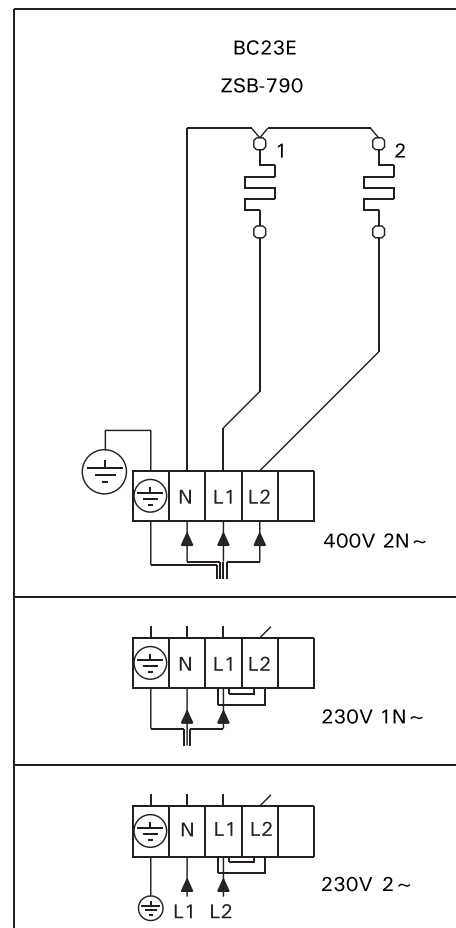 BC23E
ZSB-790
1 2
N L1 L2
400V 2N~
N L1 L2
230V 1N~
N L1 L2
230V 2~
L1 L2